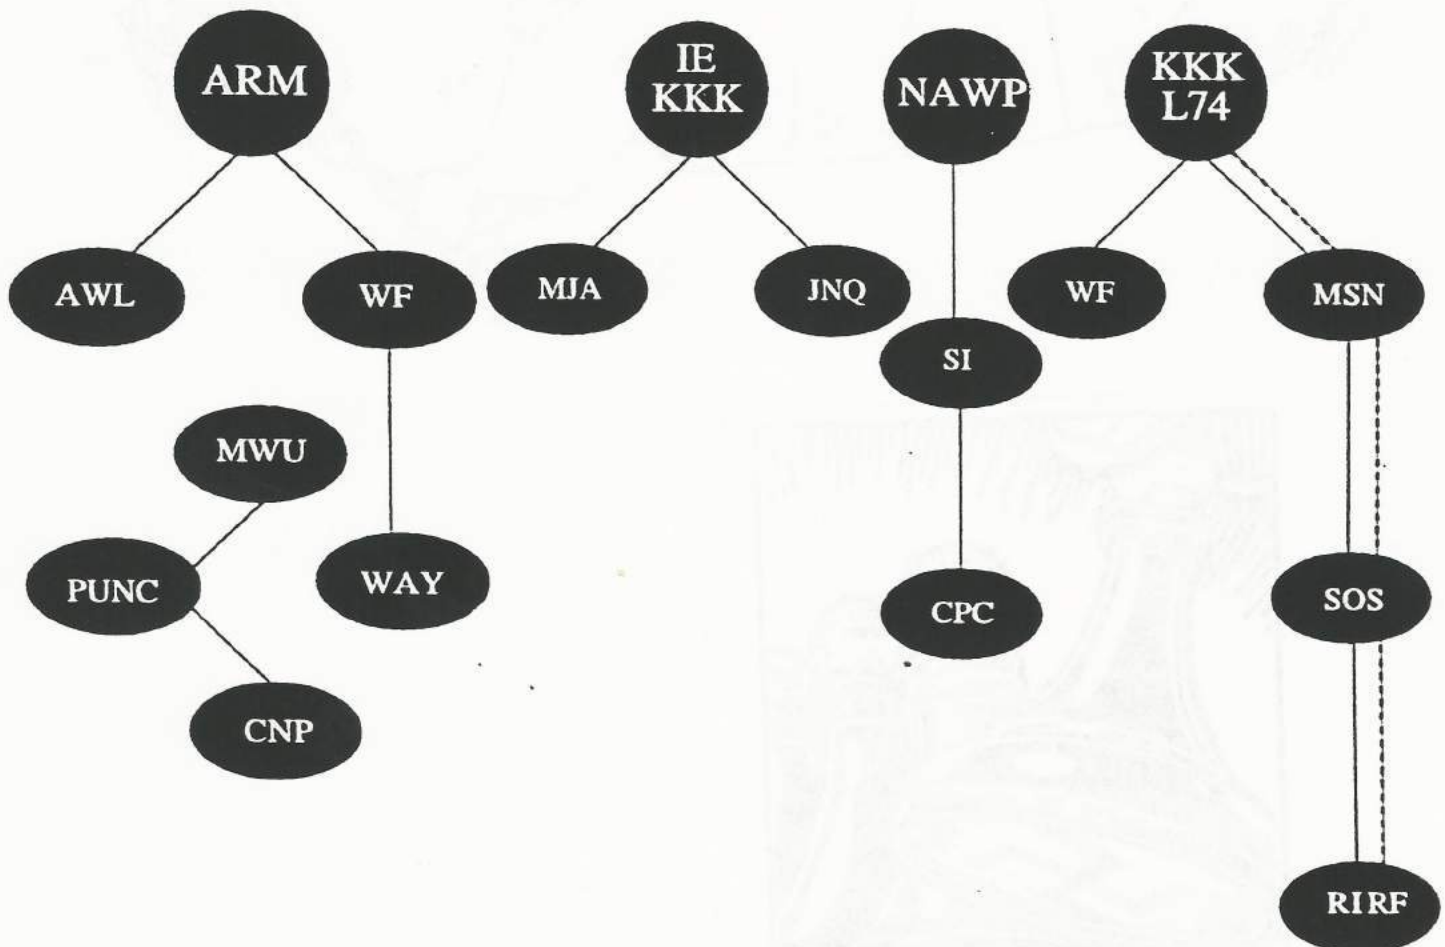 ARM
IE
KKK
NAWP
KKK
L74
AWL
WF
MJA
JNQ
WF
MSN
SI
MWU
PUNC
WAY
CPC
SOS
CNP
RIRF